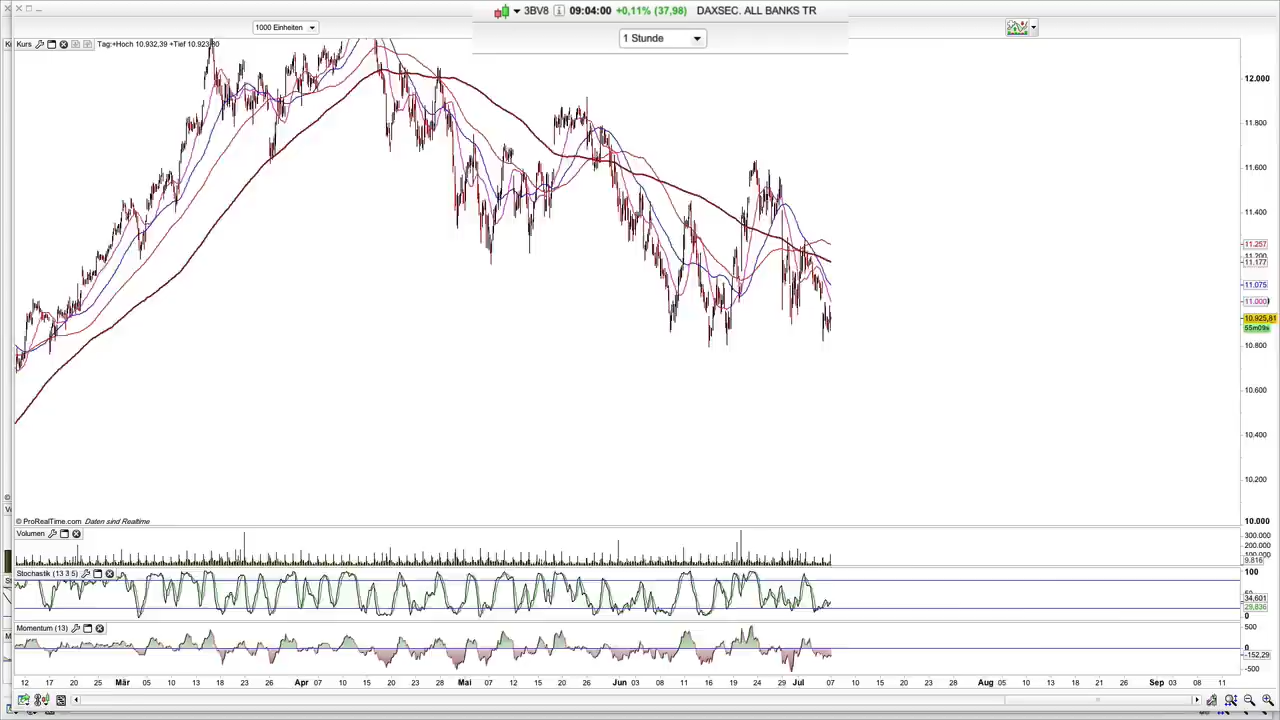 3BV8 09:04:00 +0,11% (37,98) DAXSEC. ALL BANKS TR
1000 Einheiten
1 Stunde
Kurs Tag:+Hoch 10.932,39 +Tief 10.923,80
12.000
11.800
11.600
11.400
11.257
11.200
11.177
11.075
11.000
10.925,81
55m09s
10.800
10.600
10.400
10.200
10.000
© ProRealTime.com Daten sind Realtime
Volumen
300.000
200.000
100.000
9.816
Stochastik (13 3 5)
100
50
34,601
29,836
0
Momentum (13)
500
0
-152,29
-500
12 20 25 Mär 05 12 18 21 26 Apr 07 10 15 20 23 28 Mai 07 12 15 20 26 Jun 03 08 11 16 19 24 29 Jul 07 10 15 20 23 28 Aug 05 10 13 18 21 26 Sep 03 08 11